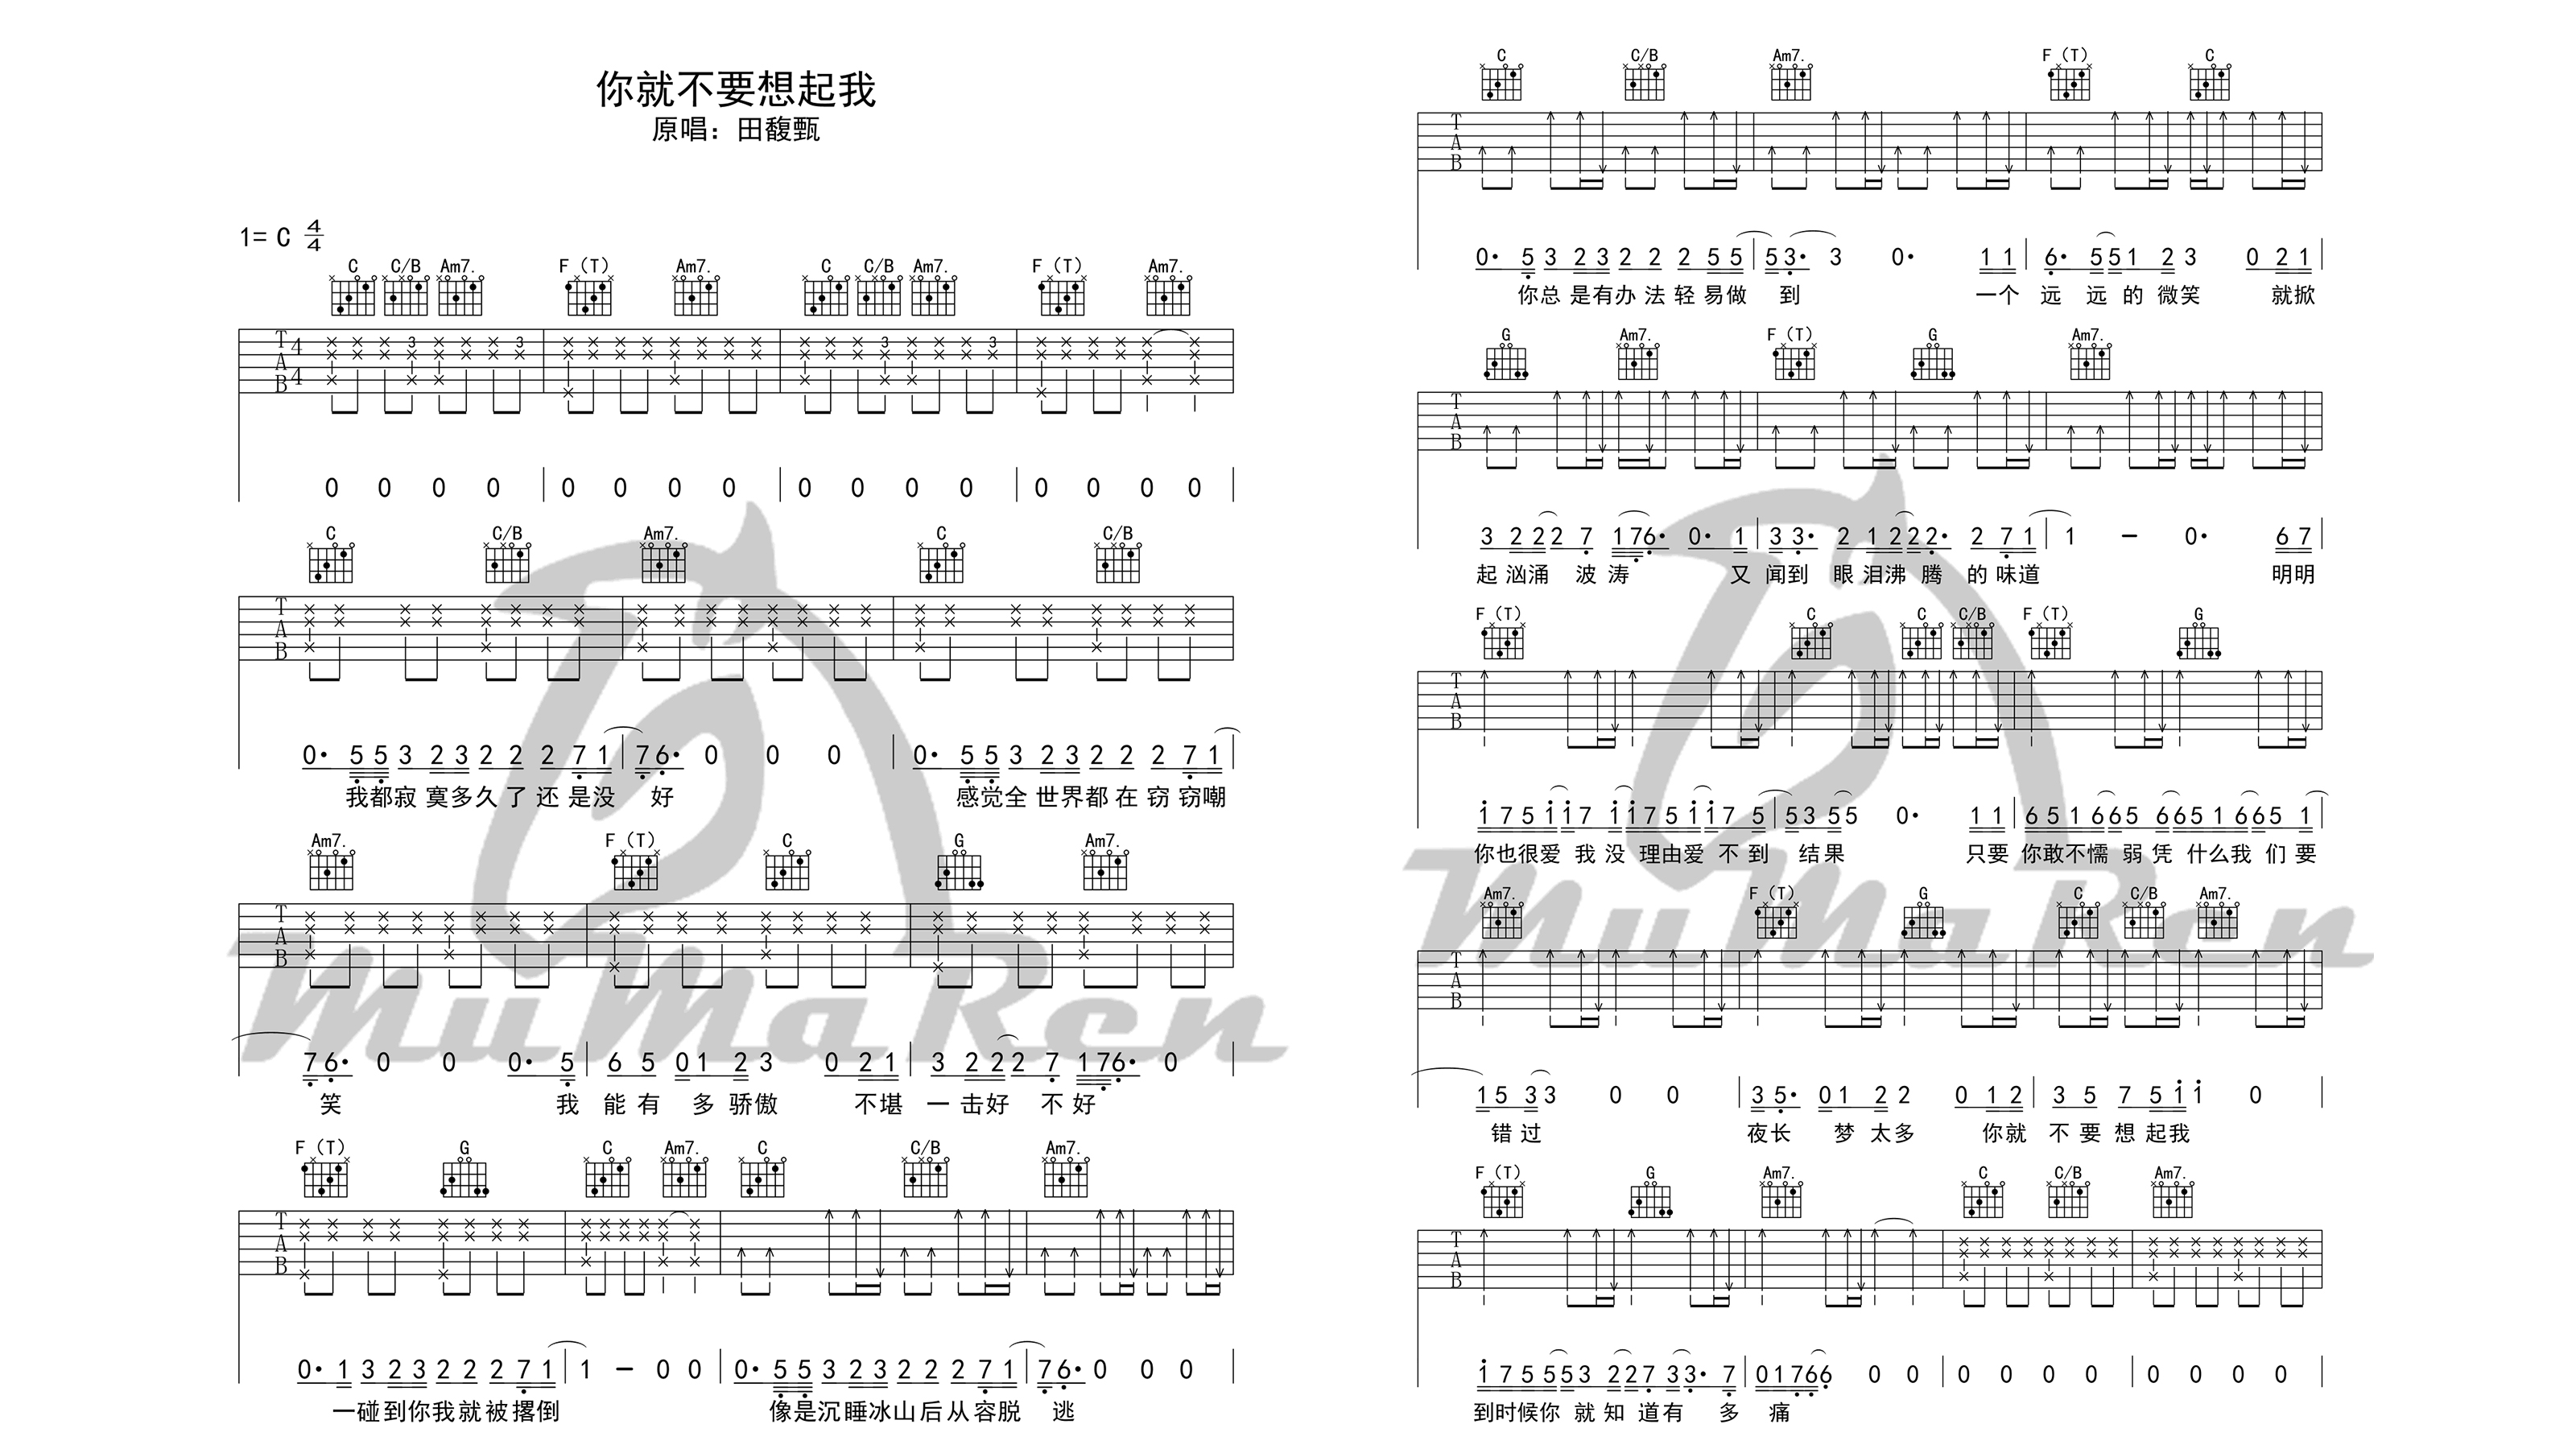 你就不要想起我
原唱：田馥甄
1= C 4/4
C C/B Am7. F (T) Am7. C C/B Am7. F (T) Am7.
T A B 4 4 3 3 3 3
0 0 0 0 | 0 0 0 0 | 0 0 0 0 | 0 0 0 0 |
C C/B Am7. C C/B
T A B
0· 5 5 3 2 3 2 2 2 7 1 | 7 6· 0 0 0 | 0· 5 5 3 2 3 2 2 2 7 1 |
我都寂 寞多久了 还 是没 好 感觉全 世界都 在 窃 窃嘲
Am7. F (T) C G Am7.
T A B
7 6· 0 0 0· 5 | 6 5 0 1 2 3 0 2 1 | 3 2 2 2 7 1 7 6· 0 |
笑 我 能 有 多 骄傲 不堪 一 击好 不 好
F (T) G C Am7. C C/B Am7.
T A B
0· 1 3 2 3 2 2 2 7 1 | 1 − 0 0 | 0· 5 5 3 2 3 2 2 2 7 1 | 7 6· 0 0 0 |
一碰到你我就被撂倒 像是沉睡冰山后从容脱 逃
C C/B Am7. F (T) C
T A B
0· 5 3 2 3 2 2 2 5 5 | 5 3· 3 0· 1 1 | 6· 5 5 1 2 3 0 2 1 |
你总 是有办 法 轻 易做 到 一个 远 远 的 微笑 就掀
G Am7. F (T) G Am7.
T A B
3 2 2 2 7 1 7 6· 0· 1 | 3 3· 2 1 2 2 2· 2 7 1 | 1 − 0· 6 7 |
起 汹涌 波 涛 又 闻到 眼 泪沸 腾 的 味道 明明
F (T) C C C/B F (T) G
T A B
1 7 5 1 1 7 1 1 7 5 1 1 7 5 | 5 3 5 5 0· 1 1 | 6 5 1 6 6 5 6 6 5 1 6 6 5 1 |
你也很爱 我 没 理由爱 不 到 结果 只要 你敢不懦 弱 凭 什么我 们 要
Am7. F (T) G C C/B Am7.
T A B
1 5 3 3 0 0 | 3 5· 0 1 2 2 0 1 2 | 3 5 7 5 1 1 0 |
错 过 夜长 梦 太多 你就 不 要 想 起我
F (T) G Am7. C C/B Am7.
T A B
1 7 5 5 5 3 2 2 7 3 3· 7 | 0 1 7 6 6 0 0 | 0 0 0 0 | 0 0 0 0 |
到时候你 就 知 道有 多 痛
MuMaRen
MuMaRen